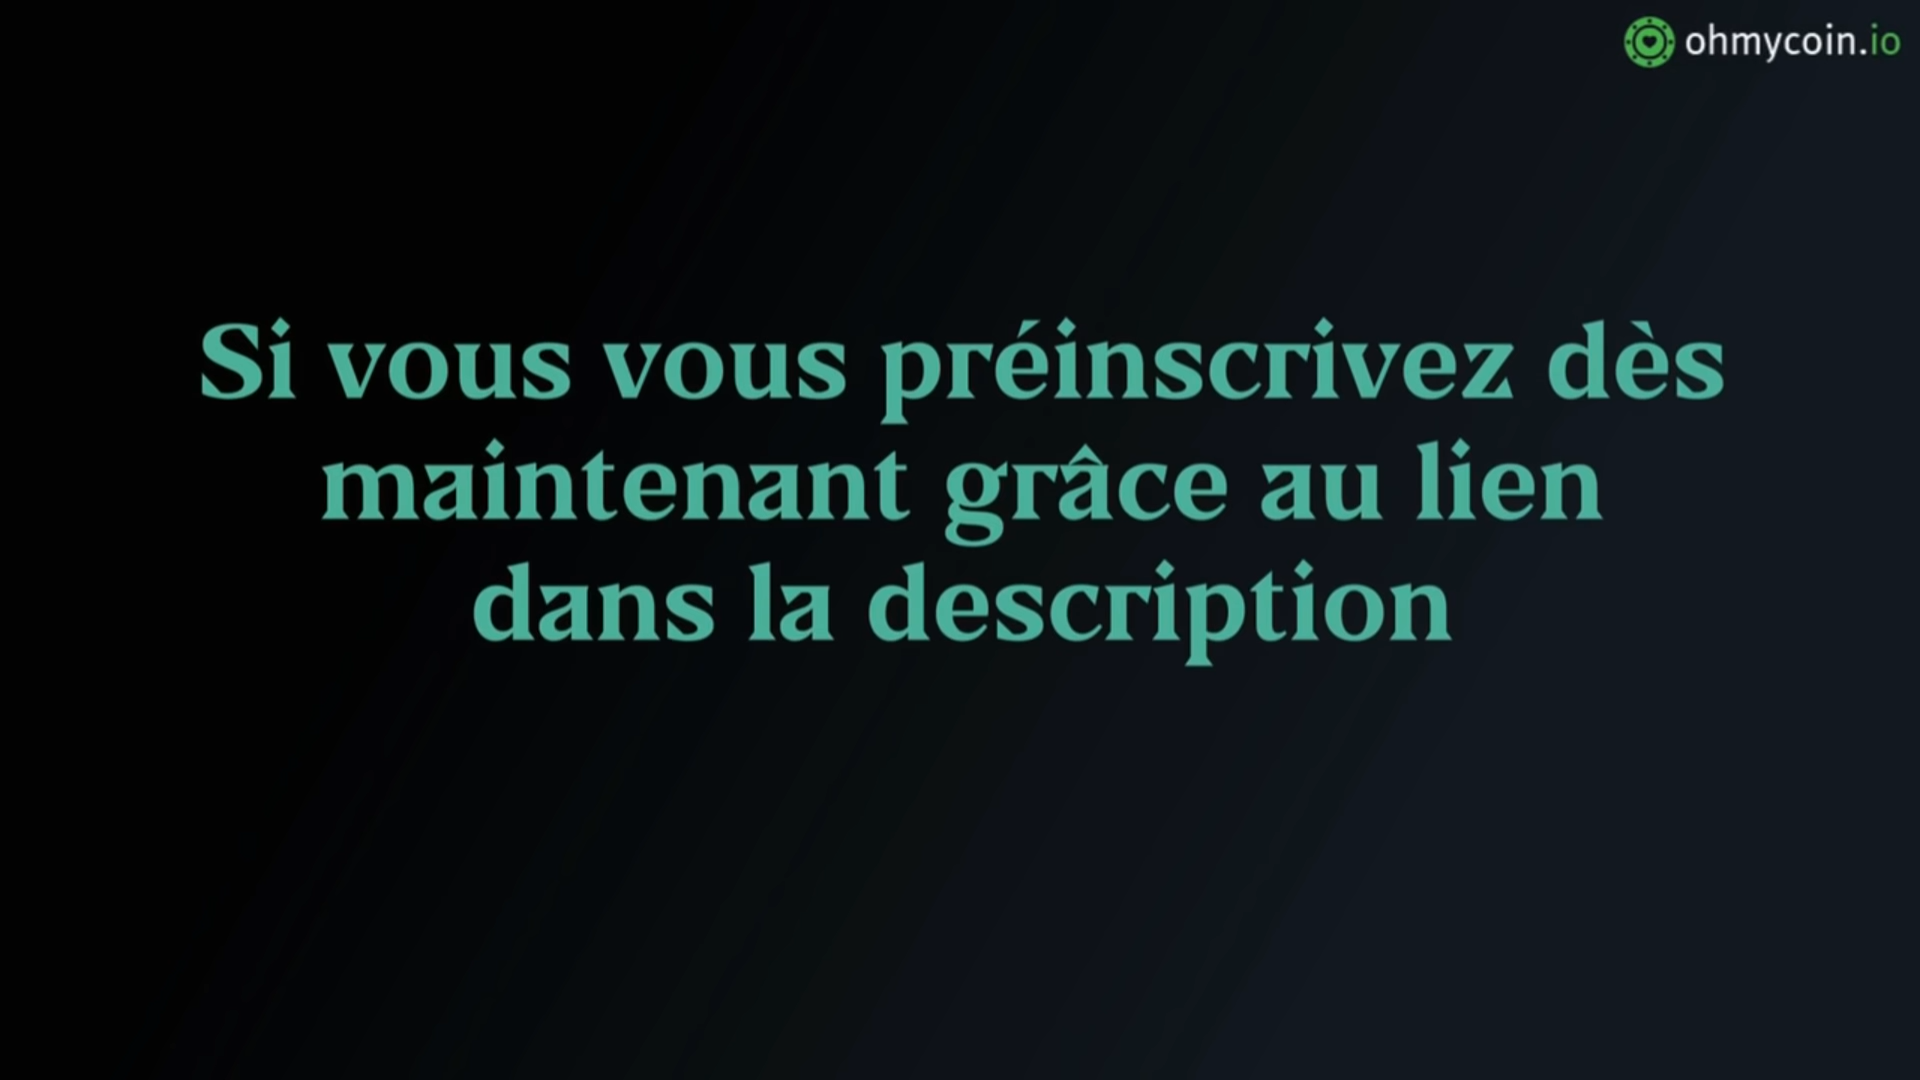 ohmycoin.io
Si vous vous préinscrivez dès
maintenant grâce au lien
dans la description